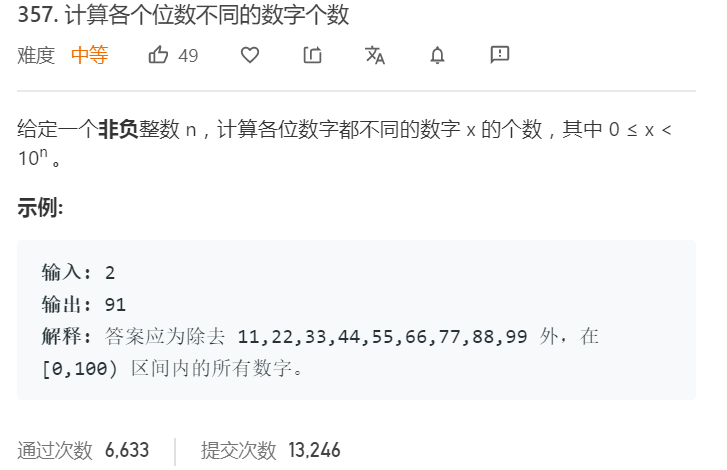 357. 计算各个位数不同的数字个数
难度 中等 49
给定一个非负整数 n，计算各位数字都不同的数字 x 的个数，其中 0 ≤ x <
10ⁿ 。
示例:
输入: 2
输出: 91
解释: 答案应为除去 11,22,33,44,55,66,77,88,99 外，在
[0,100) 区间内的所有数字。
通过次数 6,633 提交次数 13,246